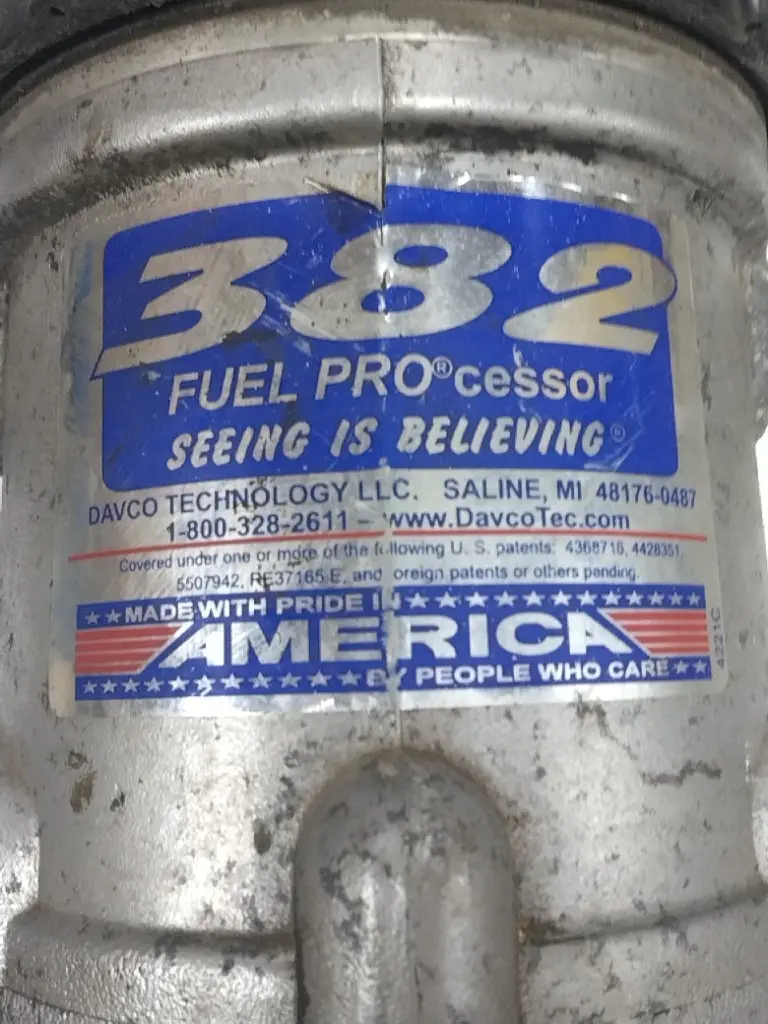 382
FUEL PRO®cessor
SEEING IS BELIEVING®
DAVCO TECHNOLOGY LLC. SALINE, MI 48176-0487
1-800-328-2611 – www.DavcoTec.com
Covered under one or more of the following U. S. patents: 4368716, 4428351,
5507942, RE37165 E, and foreign patents or others pending.
★★MADE WITH PRIDE IN★★★★★★★★★★★★★
AMERICA
★★★★★★★★★★★★BY PEOPLE WHO CARE★★
4221C